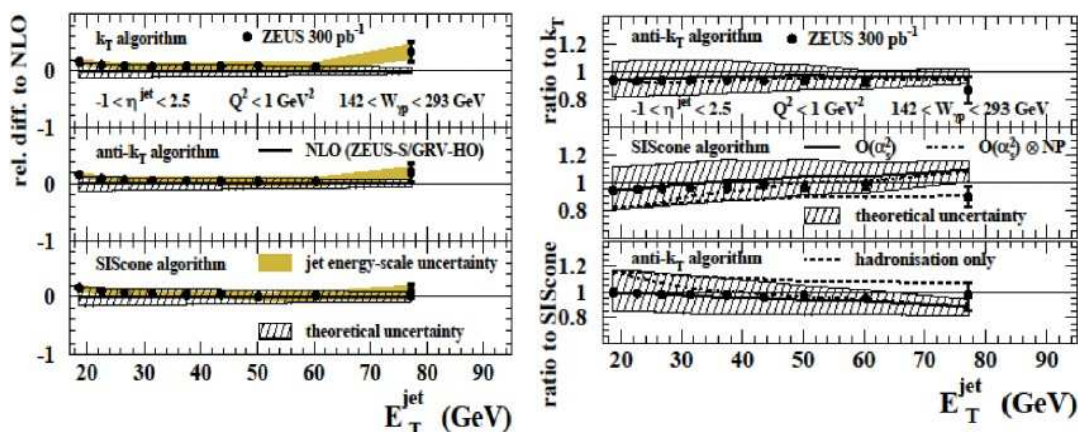 rel. diff. to NLO
k_T algorithm
ZEUS 300 pb⁻¹
0
-1 < η^jet < 2.5 Q² < 1 GeV² 142 < W_γp < 293 GeV
-1
anti-k_T algorithm
NLO (ZEUS-S/GRV-HO)
0
-1
SIScone algorithm
jet energy-scale uncertainty
0
theoretical uncertainty
-1
20 30 40 50 60 70 80 90
E_T^jet (GeV)
ratio to k_T
anti-k_T algorithm
ZEUS 300 pb⁻¹
1.2
1
0.8
-1 < η^jet < 2.5 Q² < 1 GeV² 142 < W_γp < 293 GeV
SIScone algorithm
O(α_s²)
O(α_s²) ⊗ NP
1.2
1
0.8
theoretical uncertainty
ratio to SIScone
anti-k_T algorithm
hadronisation only
1.2
1
0.8
20 30 40 50 60 70 80 90
E_T^jet (GeV)